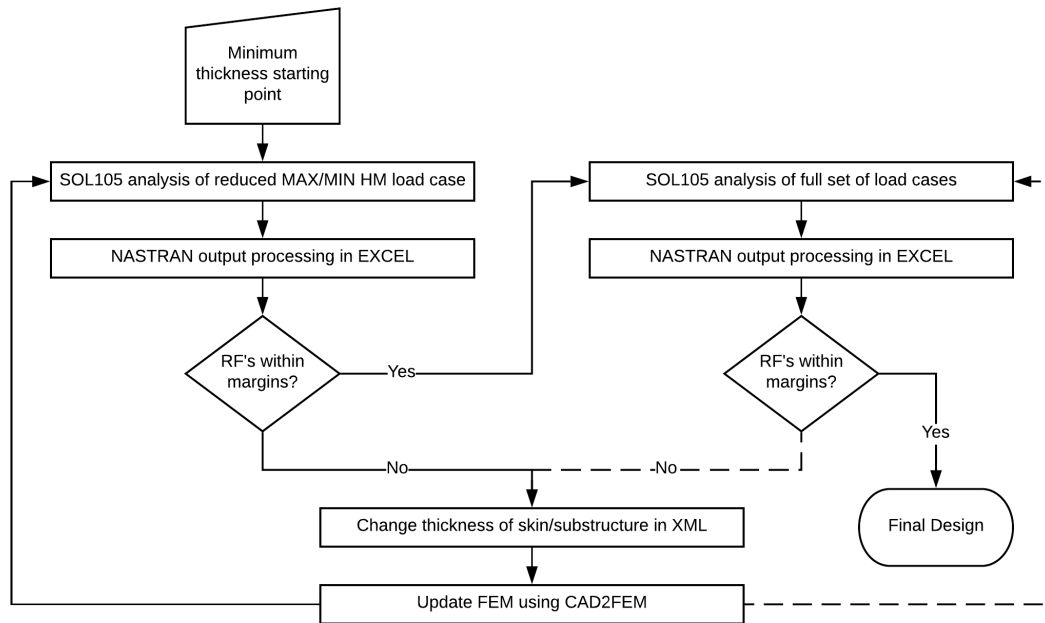 Minimum
thickness starting
point
SOL105 analysis of reduced MAX/MIN HM load case
SOL105 analysis of full set of load cases
NASTRAN output processing in EXCEL
NASTRAN output processing in EXCEL
RF's within
margins?
Yes
RF's within
margins?
Yes
No
No
Change thickness of skin/substructure in XML
Final Design
Update FEM using CAD2FEM